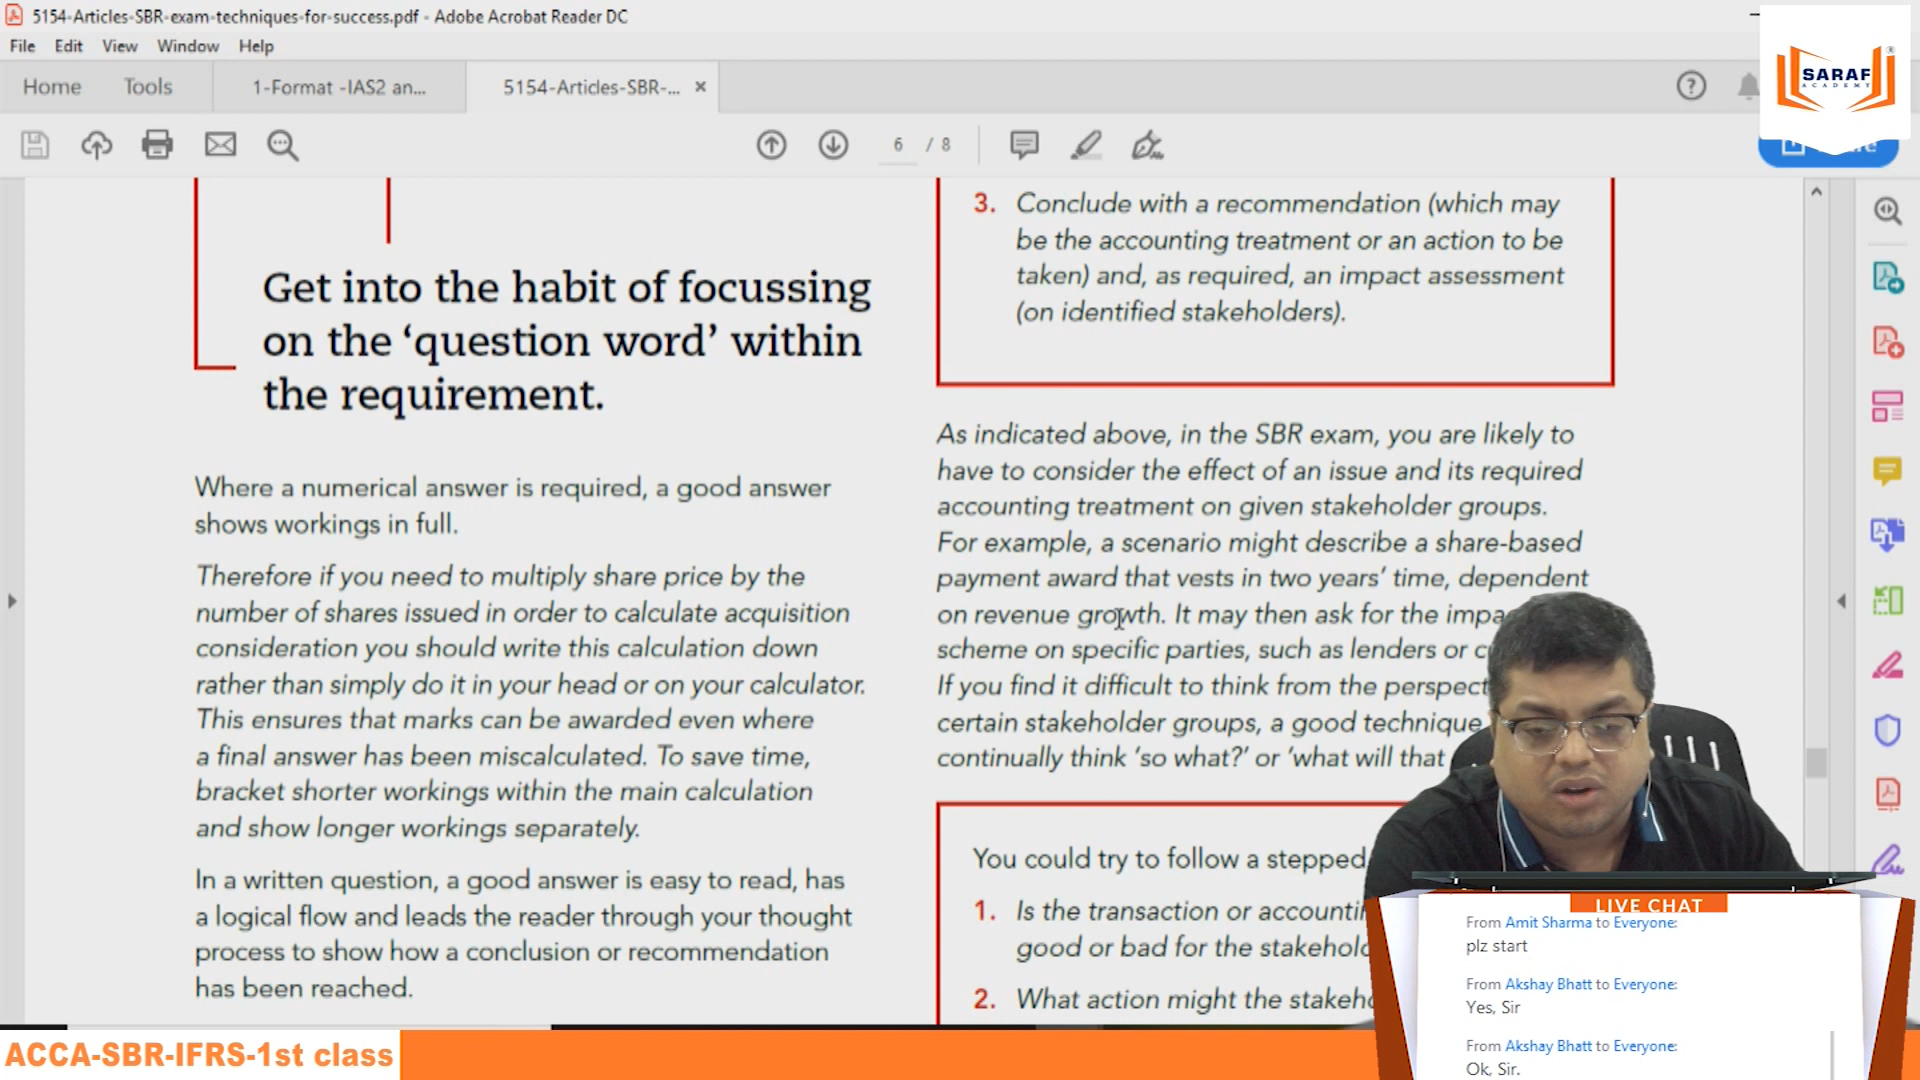 5154-Articles-SBR-exam-techniques-for-success.pdf - Adobe Acrobat Reader DC
File Edit View Window Help
Home Tools 1-Format -IAS2 an... 5154-Articles-SBR-... ×
6 / 8
SARAF
ACADEMY
Get into the habit of focussing
on the ‘question word’ within
the requirement.
Where a numerical answer is required, a good answer
shows workings in full.
Therefore if you need to multiply share price by the
number of shares issued in order to calculate acquisition
consideration you should write this calculation down
rather than simply do it in your head or on your calculator.
This ensures that marks can be awarded even where
a final answer has been miscalculated. To save time,
bracket shorter workings within the main calculation
and show longer workings separately.
In a written question, a good answer is easy to read, has
a logical flow and leads the reader through your thought
process to show how a conclusion or recommendation
has been reached.
3. Conclude with a recommendation (which may
be the accounting treatment or an action to be
taken) and, as required, an impact assessment
(on identified stakeholders).
As indicated above, in the SBR exam, you are likely to
have to consider the effect of an issue and its required
accounting treatment on given stakeholder groups.
For example, a scenario might describe a share-based
payment award that vests in two years’ time, dependent
on revenue growth. It may then ask for the
scheme on specific parties, such as lenders or
If you find it difficult to think from the
certain stakeholder groups, a good technique
continually think ‘so what?’ or ‘what will that
You could try to follow a stepped
1. Is the transaction or
good or bad for the
2. What action might the
LIVE CHAT
From Amit Sharma to Everyone:
plz start
From Akshay Bhatt to Everyone:
Yes, Sir
From Akshay Bhatt to Everyone:
Ok, Sir.
ACCA-SBR-IFRS-1st class